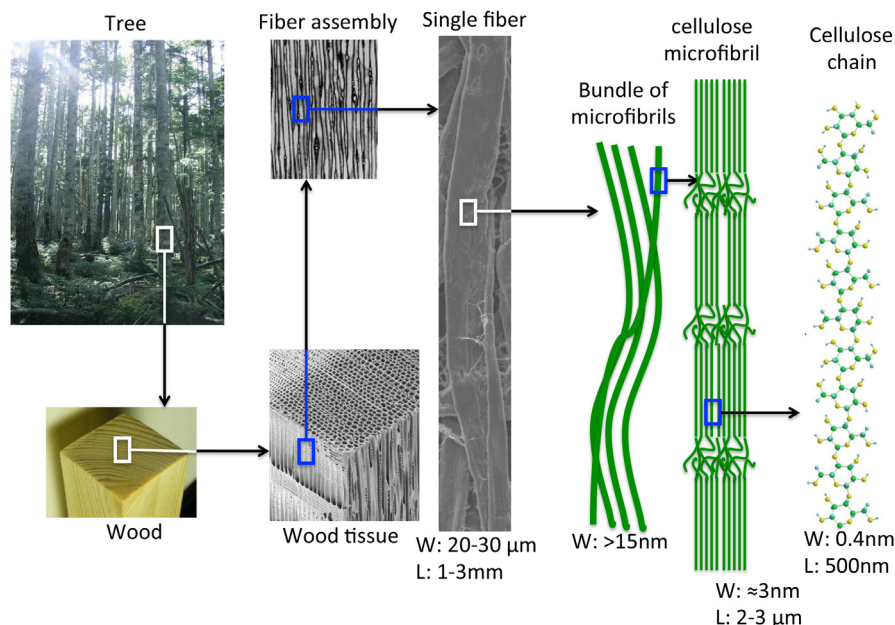 Tree
Fiber assembly
Single fiber
cellulose
microfibril
Cellulose
chain
Bundle of
microfibrils
Wood
Wood tissue
W: 20-30 μm
L: 1-3mm
W: >15nm
W: ≈3nm
L: 2-3 μm
W: 0.4nm
L: 500nm